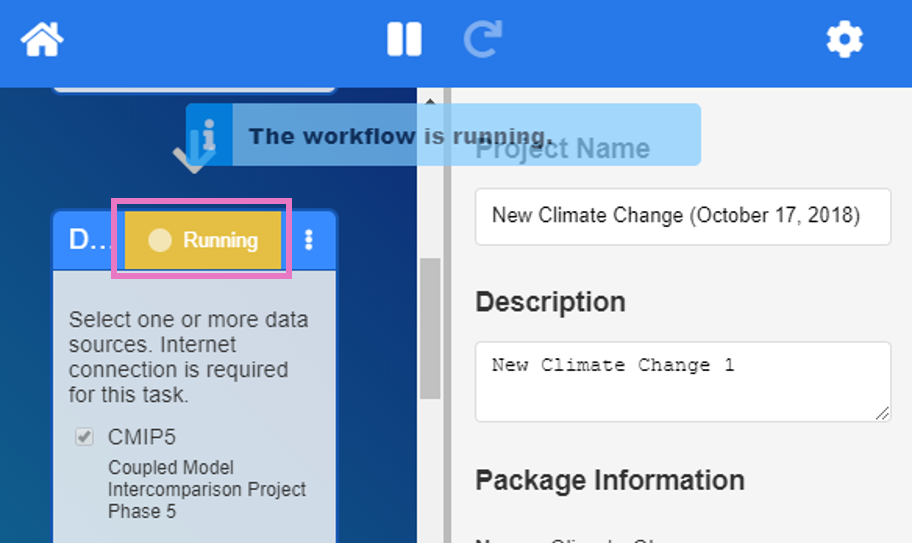 The workflow is running.
D...
Running
Select one or more data
sources. Internet
connection is required
for this task.
CMIP5
Coupled Model
Intercomparison Project
Phase 5
Project Name
New Climate Change (October 17, 2018)
Description
New Climate Change 1
Package Information